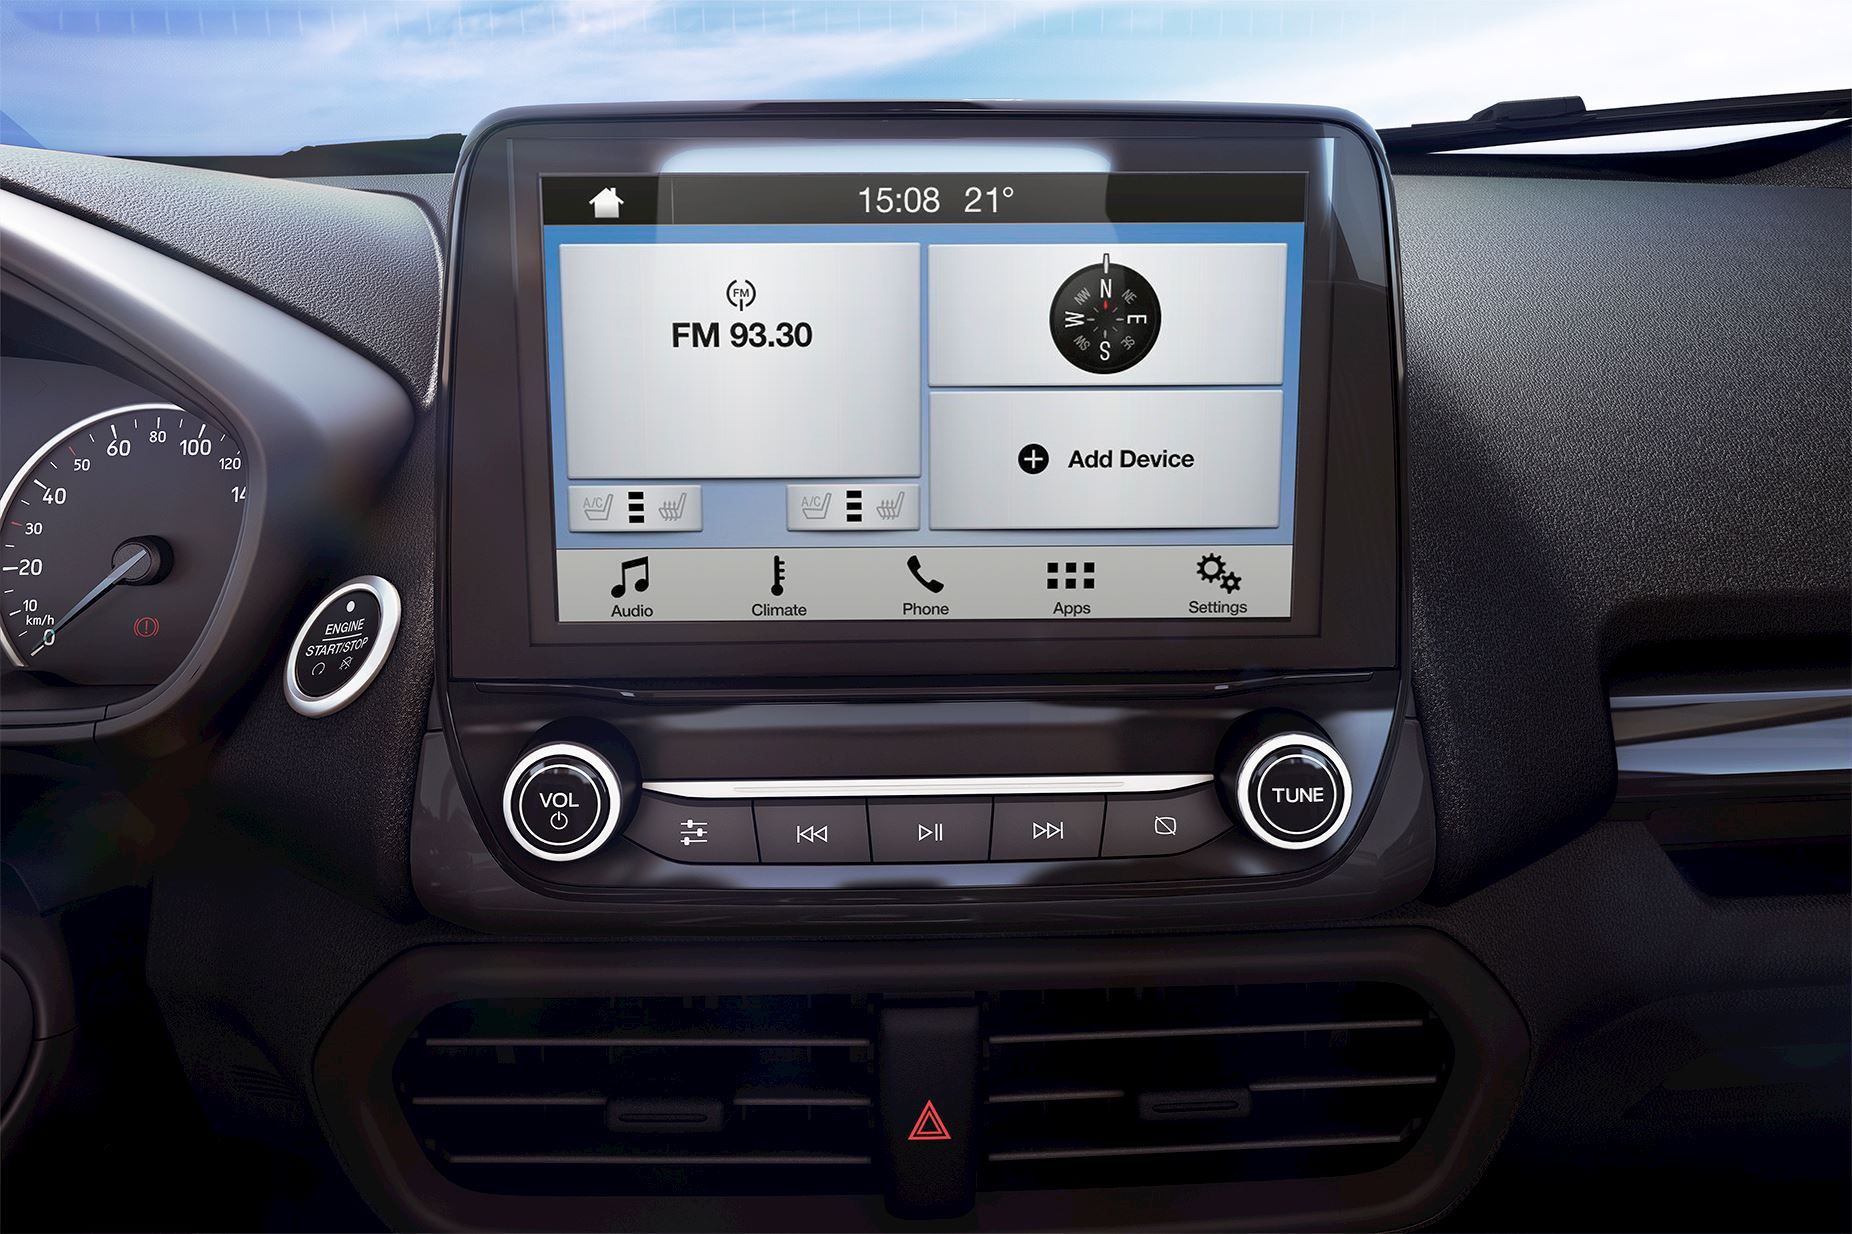 15:08 21°
FM
FM 93.30
N
NE
E
S
SW
W
NW
Add Device
A/C
A/C
Audio
Climate
Phone
Apps
Settings
0
10
20
30
40
50
60
80
100
120
km/h
ENGINE
START/STOP
VOL
TUNE